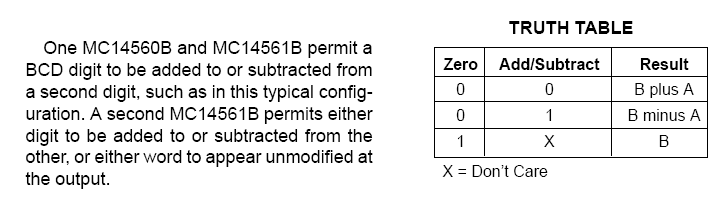 One MC14560B and MC14561B permit a
BCD digit to be added to or subtracted from
a second digit, such as in this typical config-
uration. A second MC14561B permits either
digit to be added to or subtracted from the
other, or either word to appear unmodified at
the output.
TRUTH TABLE
Zero Add/Subtract Result
0 0 B plus A
0 1 B minus A
1 X B
X = Don't Care